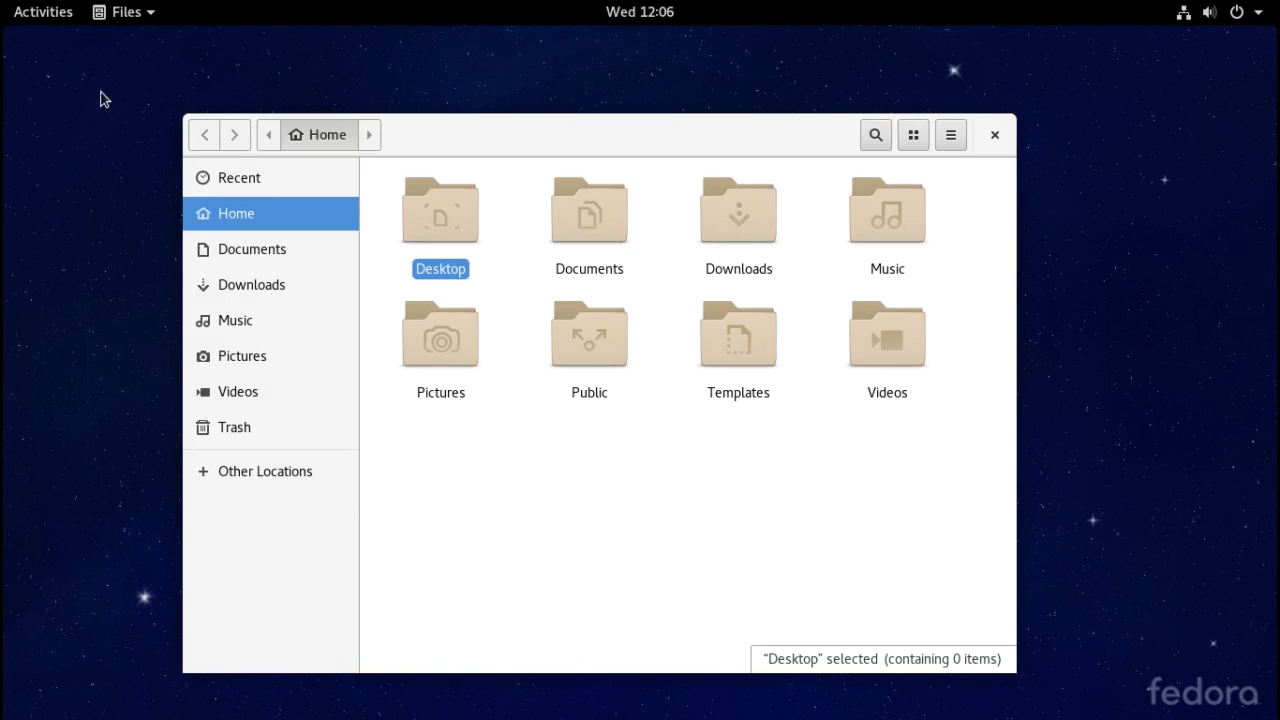 Activities Files Wed 12:06
Home
Recent
Home
Documents
Downloads
Music
Pictures
Videos
Trash
Other Locations
Desktop Documents Downloads Music
Pictures Public Templates Videos
“Desktop” selected (containing 0 items)
fedora